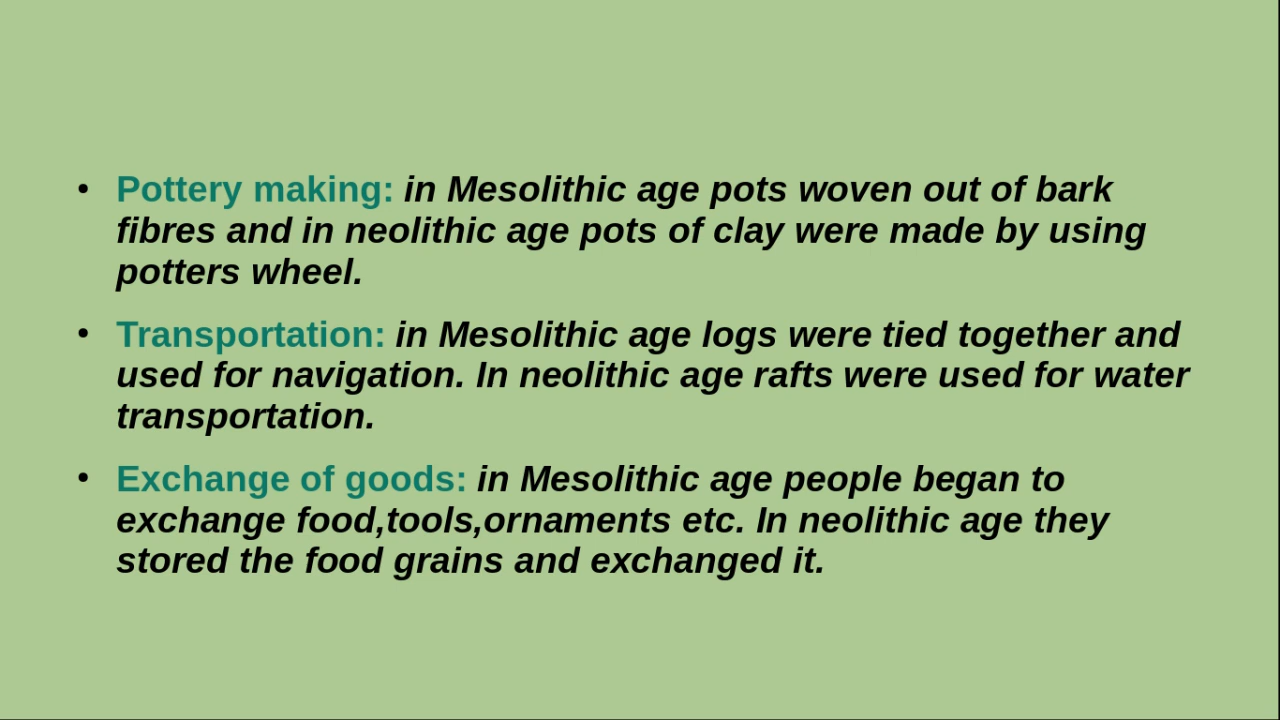 • Pottery making: in Mesolithic age pots woven out of bark
fibres and in neolithic age pots of clay were made by using
potters wheel.
• Transportation: in Mesolithic age logs were tied together and
used for navigation. In neolithic age rafts were used for water
transportation.
• Exchange of goods: in Mesolithic age people began to
exchange food,tools,ornaments etc. In neolithic age they
stored the food grains and exchanged it.